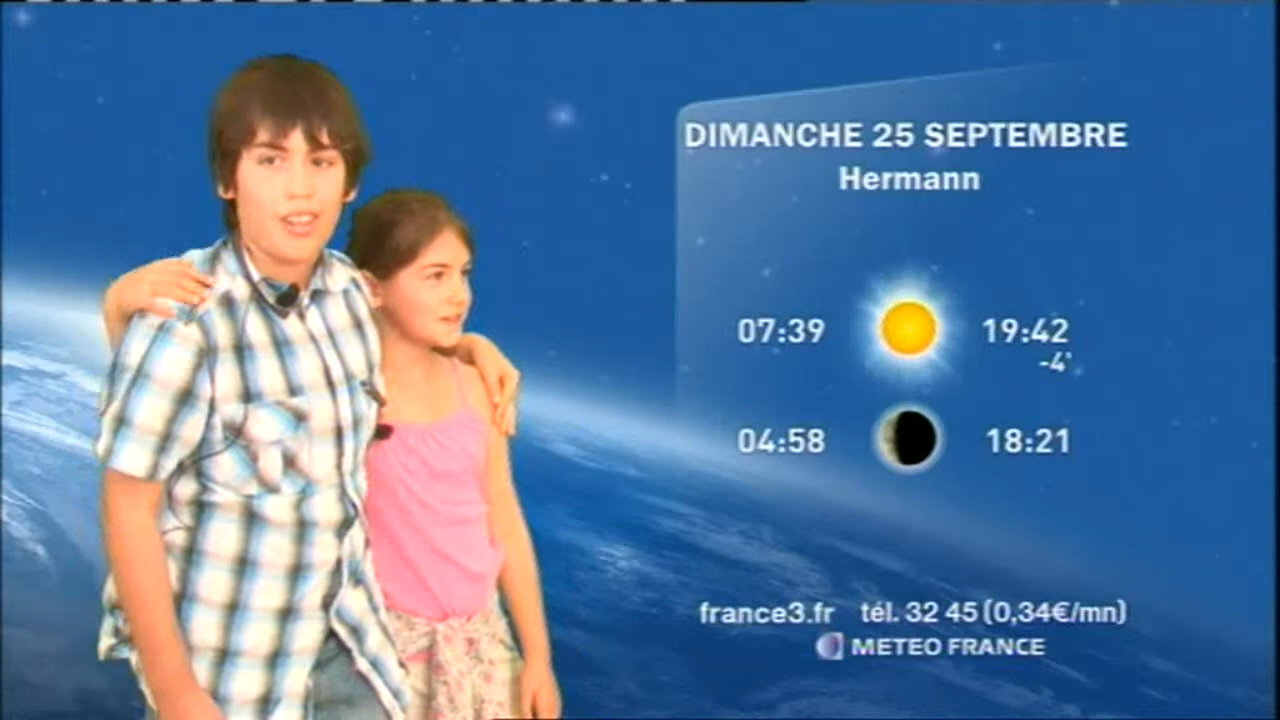 DIMANCHE 25 SEPTEMBRE
Hermann
07:39 19:42
-4'
04:58 18:21
france3.fr tél. 32 45 (0,34€/mn)
METEO FRANCE